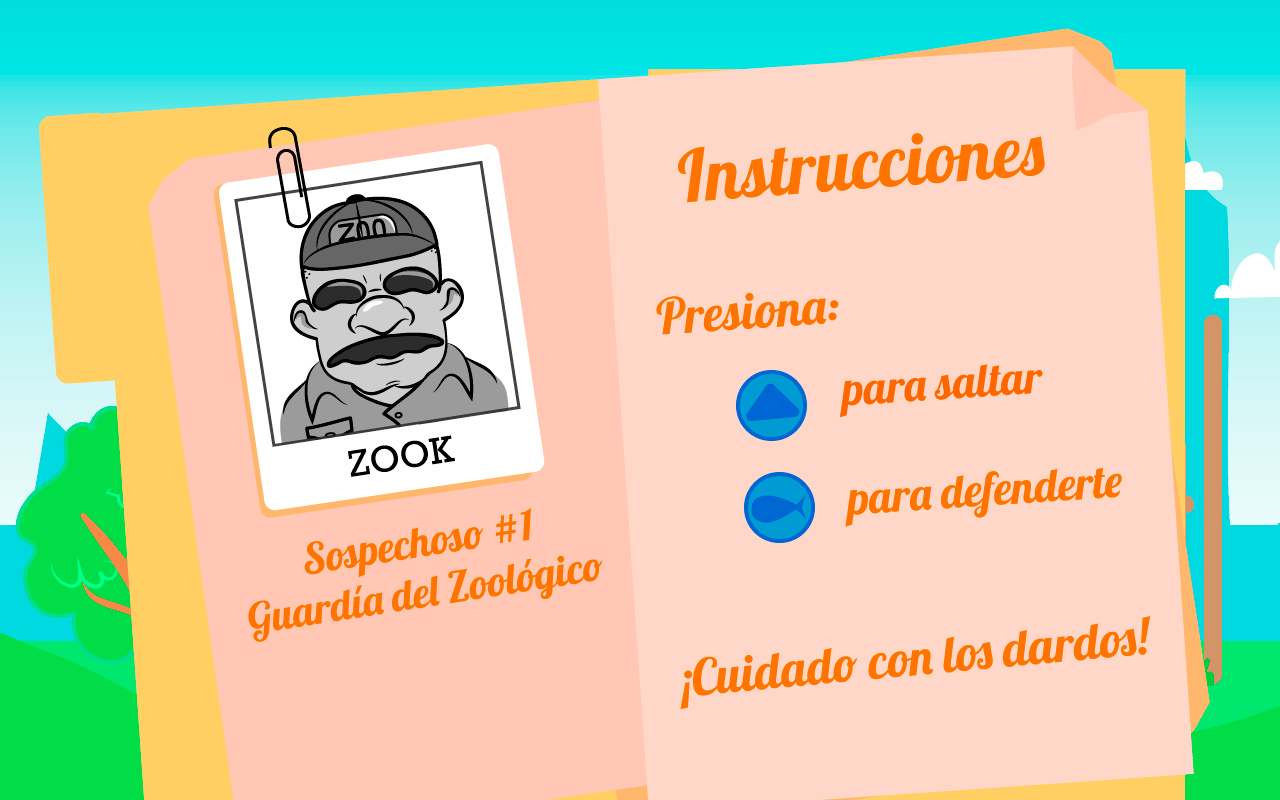 ZOO
ZOOK
Sospechoso #1
Guardía del Zoológico
Instrucciones
Presiona:
para saltar
para defenderte
¡Cuidado con los dardos!